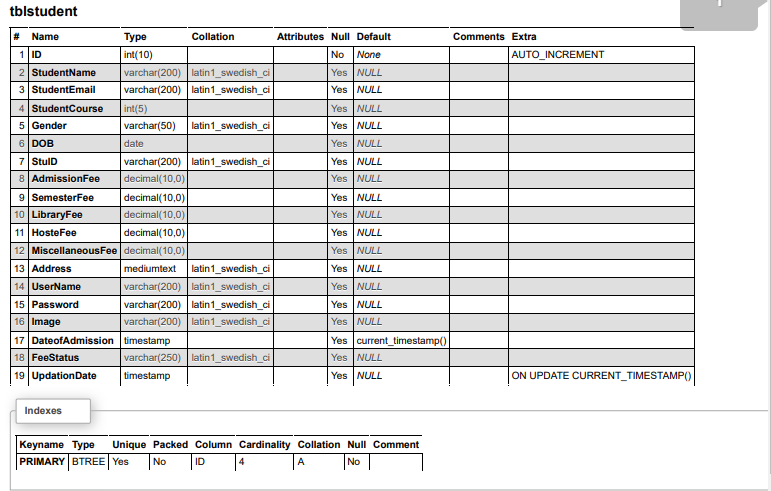 tblstudent
# Name Type Collation Attributes Null Default Comments Extra
1 ID int(10) No None AUTO_INCREMENT
2 StudentName varchar(200) latin1_swedish_ci Yes NULL
3 StudentEmail varchar(200) latin1_swedish_ci Yes NULL
4 StudentCourse int(5) Yes NULL
5 Gender varchar(50) latin1_swedish_ci Yes NULL
6 DOB date Yes NULL
7 StuID varchar(200) latin1_swedish_ci Yes NULL
8 AdmissionFee decimal(10,0) Yes NULL
9 SemesterFee decimal(10,0) Yes NULL
10 LibraryFee decimal(10,0) Yes NULL
11 HosteFee decimal(10,0) Yes NULL
12 MiscellaneousFee decimal(10,0) Yes NULL
13 Address mediumtext latin1_swedish_ci Yes NULL
14 UserName varchar(200) latin1_swedish_ci Yes NULL
15 Password varchar(200) latin1_swedish_ci Yes NULL
16 Image varchar(200) latin1_swedish_ci Yes NULL
17 DateofAdmission timestamp Yes current_timestamp()
18 FeeStatus varchar(250) latin1_swedish_ci Yes NULL
19 UpdationDate timestamp Yes NULL ON UPDATE CURRENT_TIMESTAMP()
Indexes
Keyname Type Unique Packed Column Cardinality Collation Null Comment
PRIMARY BTREE Yes No ID 4 A No